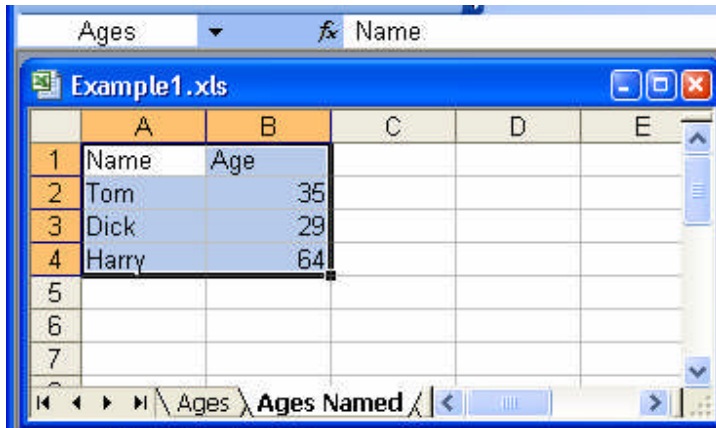 Ages fx Name
Example1.xls
A B C D E
1 Name Age
2 Tom 35
3 Dick 29
4 Harry 64
5
6
7
Ages Ages Named